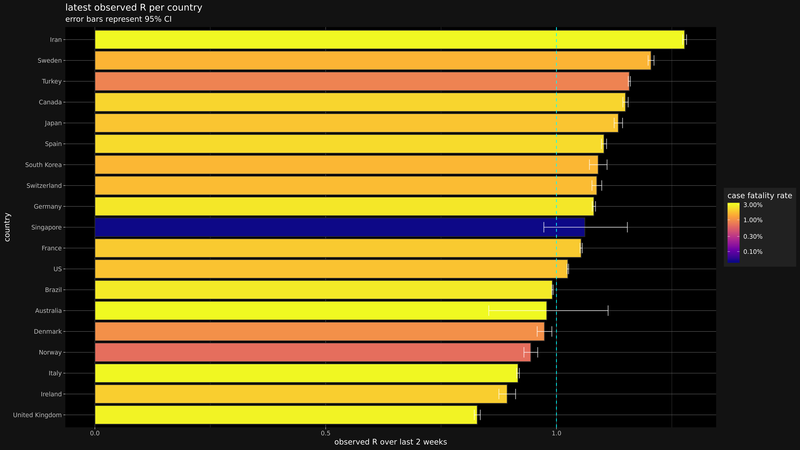 latest observed R per country
error bars represent 95% CI
Iran
Sweden
Turkey
Canada
Japan
Spain
South Korea
Switzerland
Germany
Singapore
France
US
Brazil
Australia
Denmark
Norway
Italy
Ireland
United Kingdom
country
0.0 0.5 1.0
observed R over last 2 weeks
case fatality rate
3.00%
1.00%
0.30%
0.10%